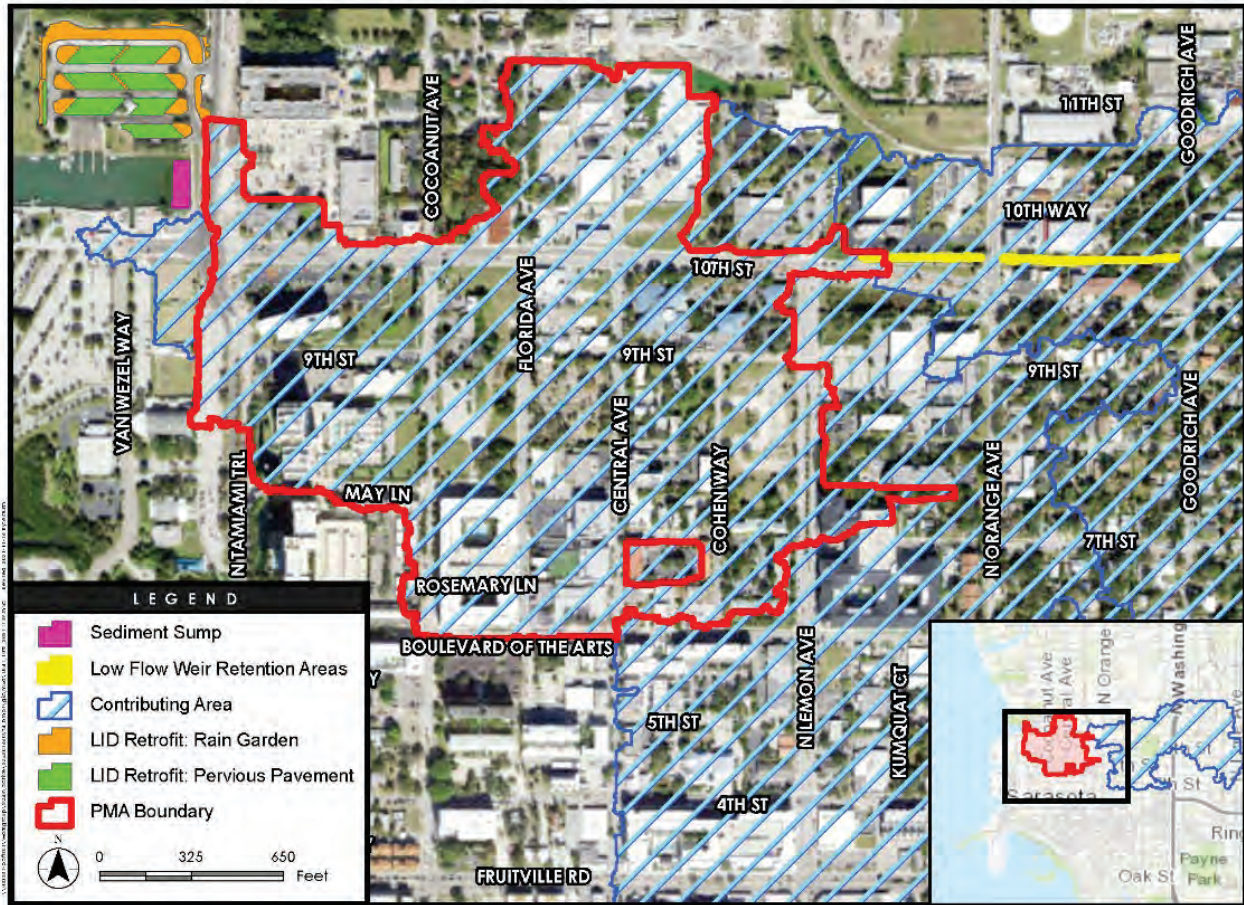 GOODRICH AVE
11TH ST
COCOANUT AVE
10TH WAY
10TH ST
FLORIDA AVE
VAN WEZEL WAY
9TH ST
9TH ST
9TH ST
CENTRAL AVE
COHEN WAY
N ORANGE AVE
GOODRICH AVE
N TAMIAMI TRL
MAY LN
7TH ST
ROSEMARY LN
BOULEVARD OF THE ARTS
5TH ST
N LEMON AVE
KUMQUAT CT
4TH ST
FRUITVILLE RD
LEGEND
Sediment Sump
Low Flow Weir Retention Areas
Contributing Area
LID Retrofit: Rain Garden
LID Retrofit: Pervious Pavement
PMA Boundary
N
0 325 650
Feet
N Orange
Washing
Sarasota
Ring
Oak St
Payne
Park